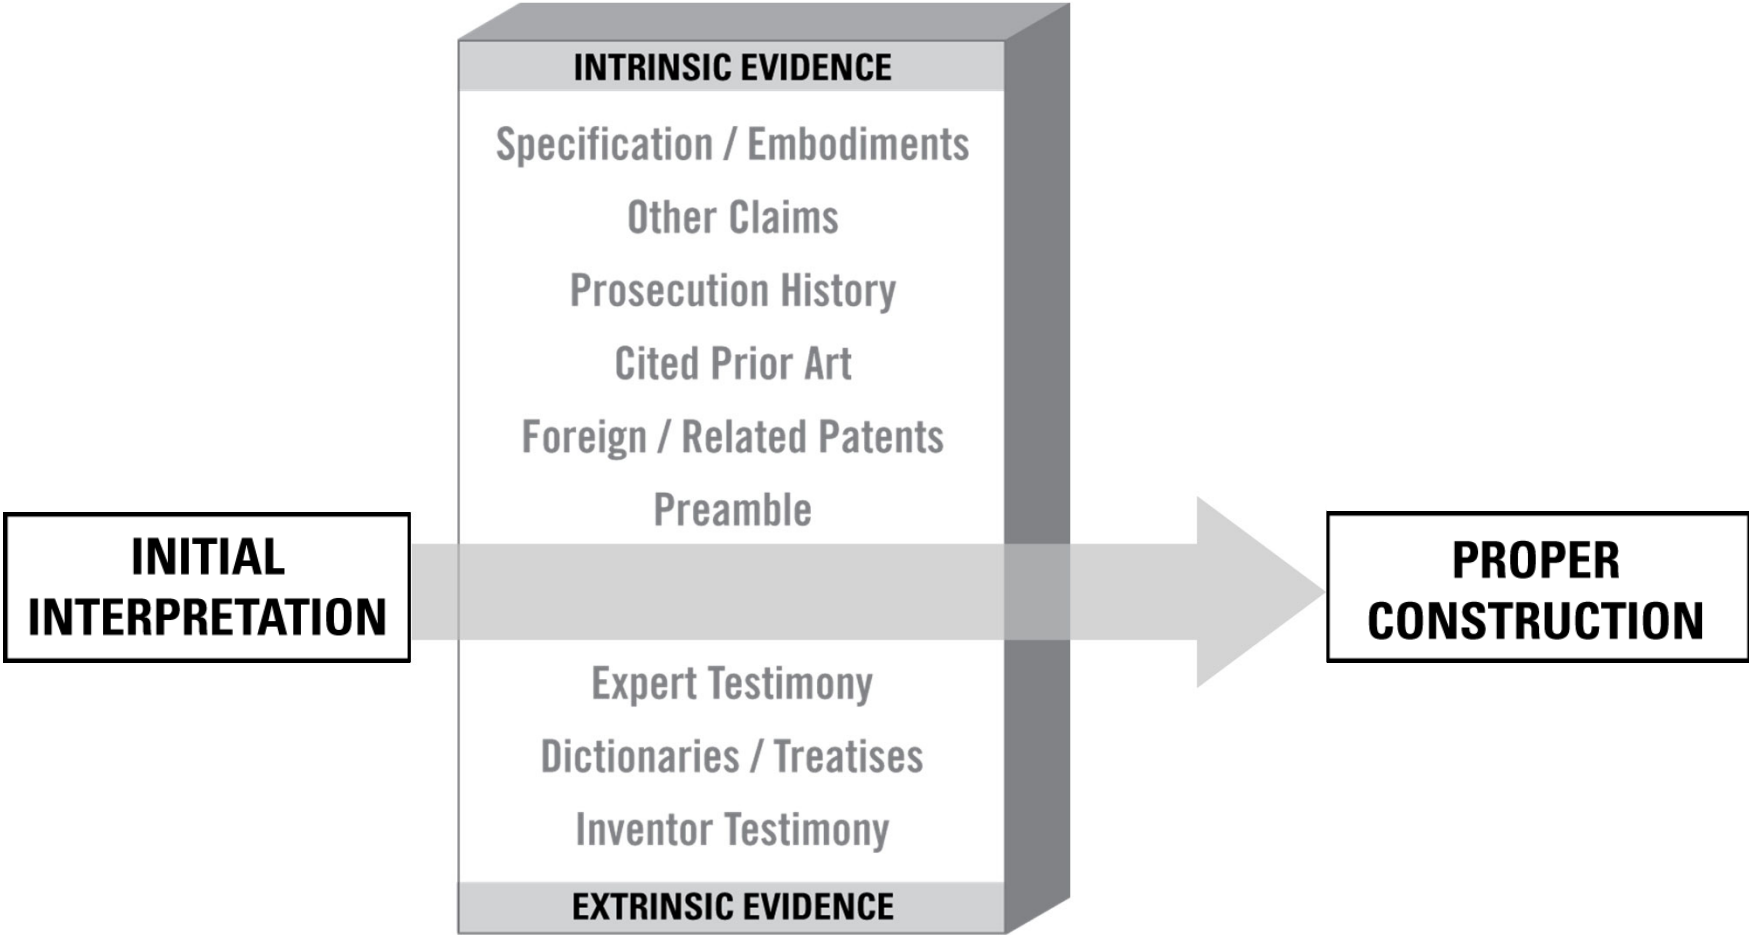 INTRINSIC EVIDENCE
Specification / Embodiments
Other Claims
Prosecution History
Cited Prior Art
Foreign / Related Patents
Preamble
INITIAL
INTERPRETATION
PROPER
CONSTRUCTION
Expert Testimony
Dictionaries / Treatises
Inventor Testimony
EXTRINSIC EVIDENCE